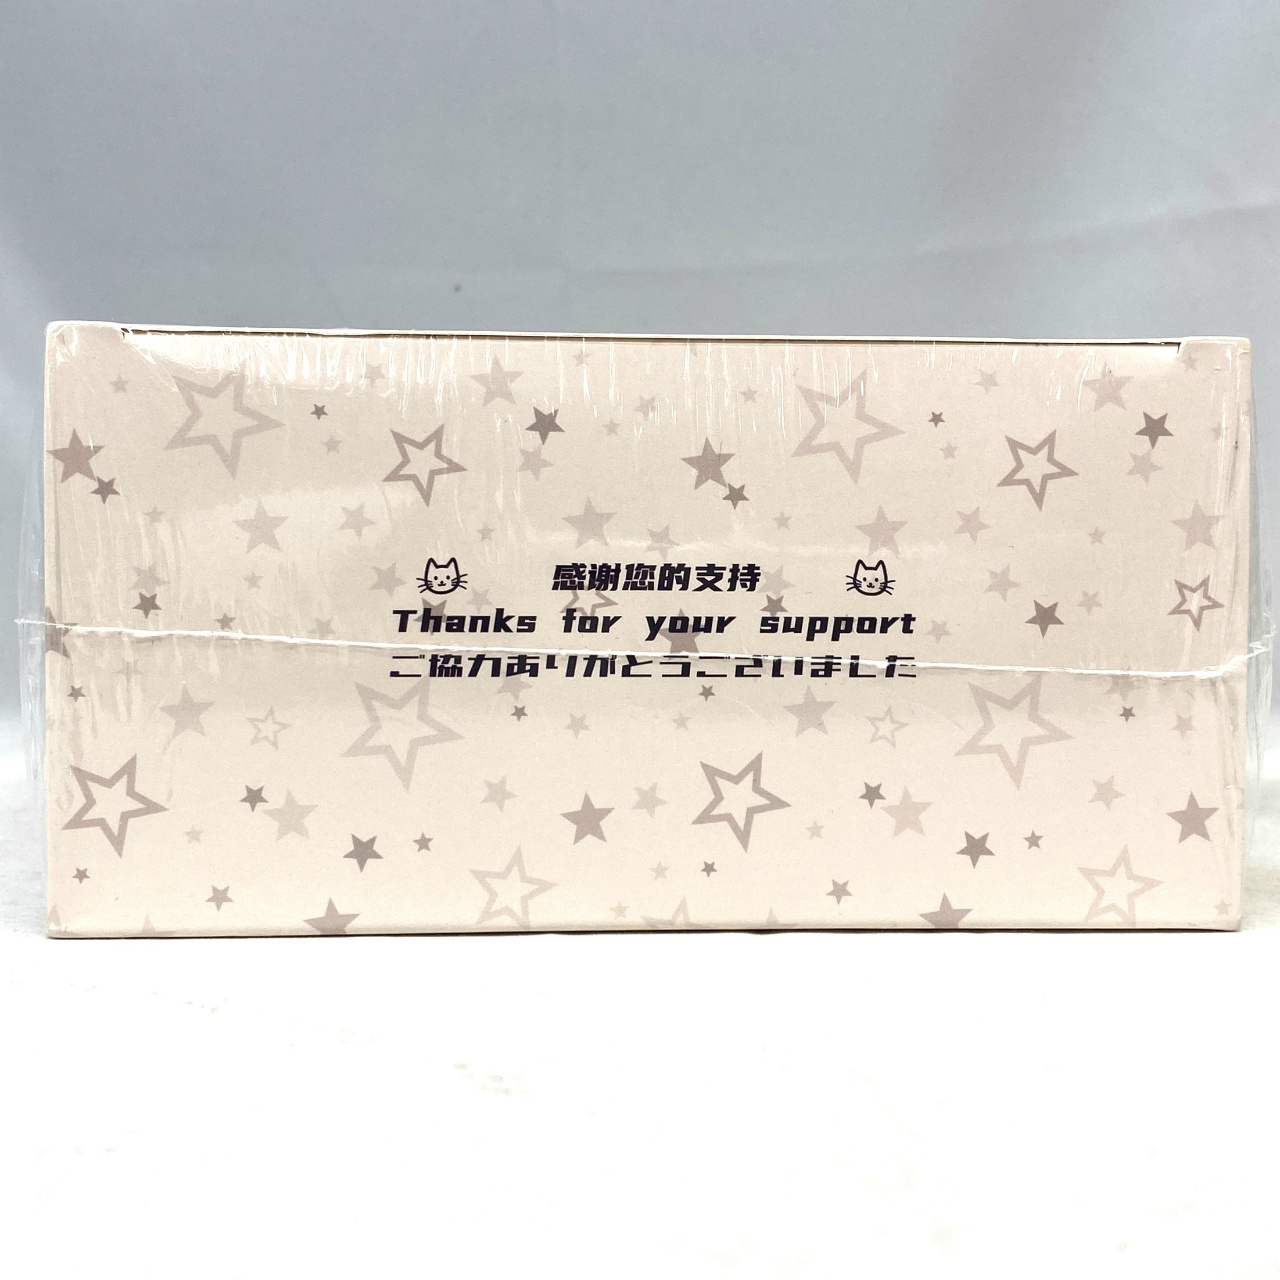 感谢您的支持
Thanks for your support
ご協力ありがとうございました